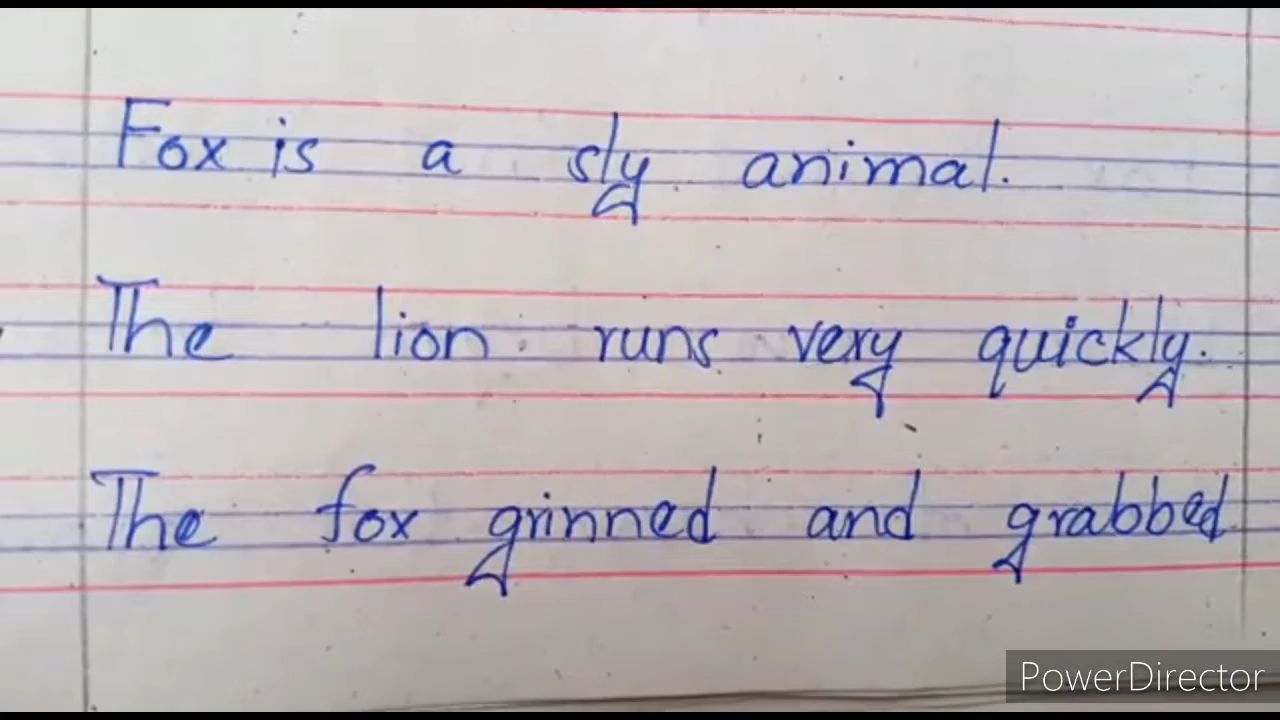 Fox is a sly animal.
The lion runs very quickly.
The fox grinned and grabbed
PowerDirector